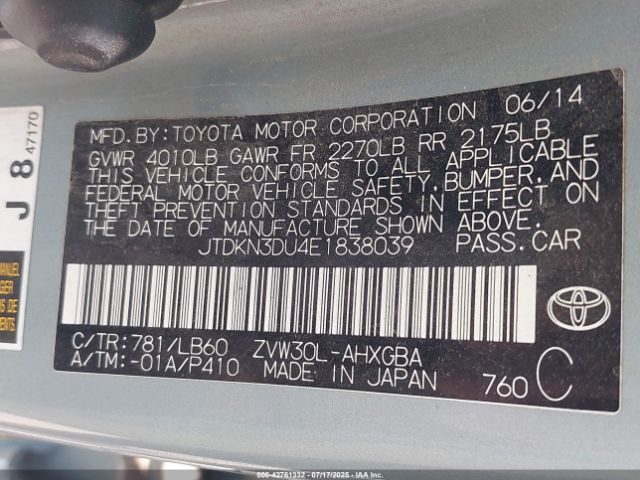 J 8
47170
MANUEL
MFD. BY: TOYOTA MOTOR CORPORATION 06/14
GVWR 4010LB GAWR FR 2270LB RR 2175LB
THIS VEHICLE CONFORMS TO ALL APPLICABLE
FEDERAL MOTOR VEHICLE SAFETY, BUMPER, AND
THEFT PREVENTION STANDARDS IN EFFECT ON
THE DATE OF MANUFACTURE SHOWN ABOVE.
JTDKN3DU4E1838039 PASS. CAR
C/TR: 781/LB60 ZVW30L-AHXGBA
A/TM: -01A/P410 MADE IN JAPAN 760 C
TOYOTA
000-42761332 - 07/17/2025 - IAA